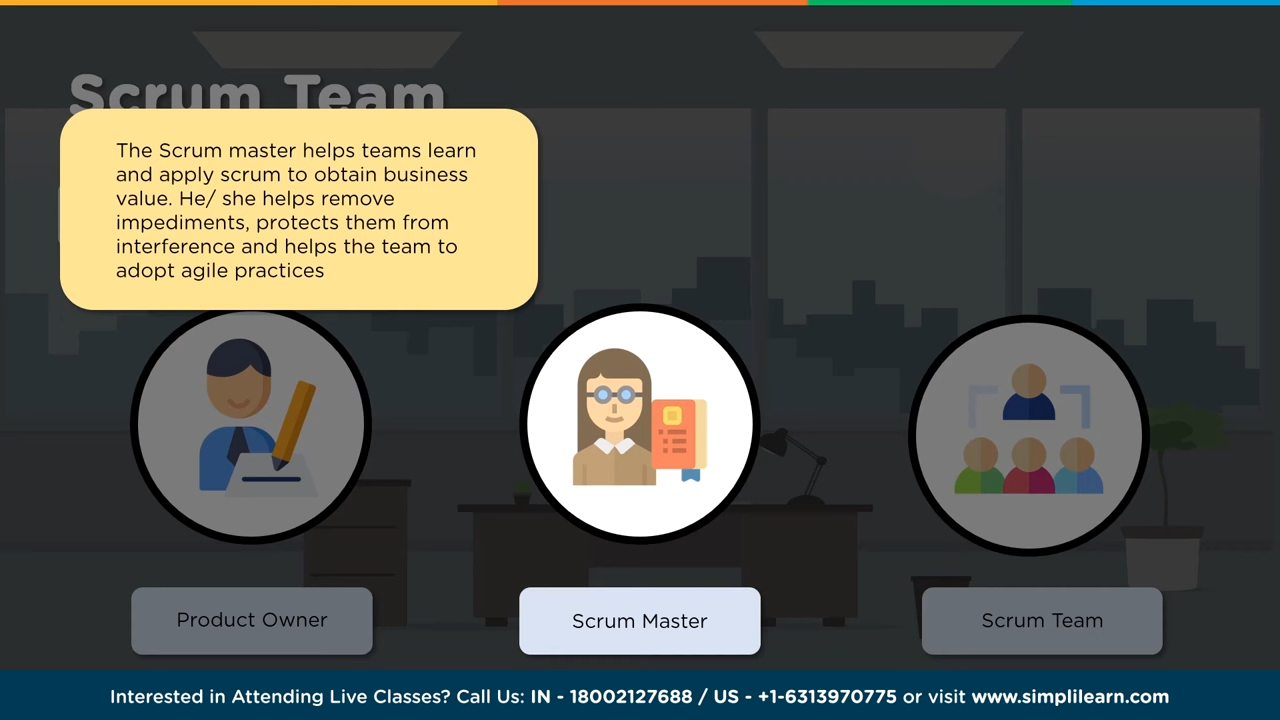 Scrum Team
The Scrum master helps teams learn
and apply scrum to obtain business
value. He/ she helps remove
impediments, protects them from
interference and helps the team to
adopt agile practices
Product Owner
Scrum Master
Scrum Team
Interested in Attending Live Classes? Call Us: IN - 18002127688 / US - +1-6313970775 or visit www.simplilearn.com